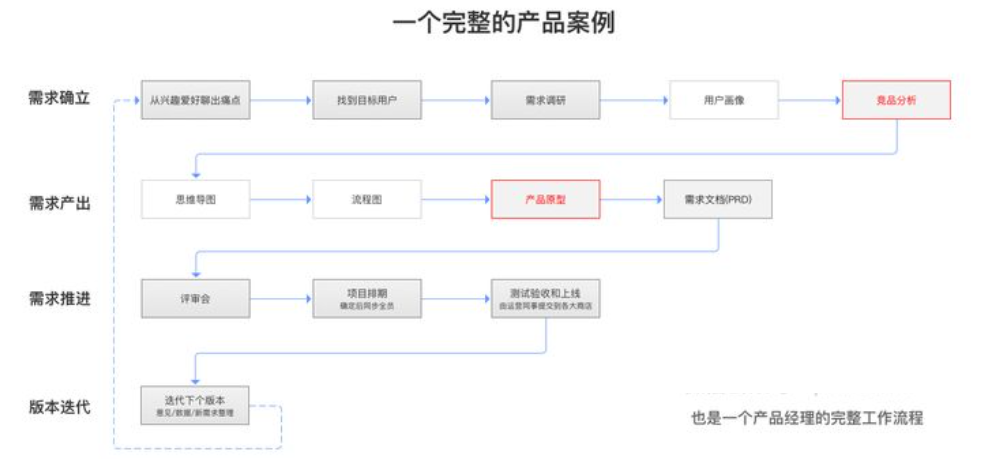 一个完整的产品案例
需求确立
从兴趣爱好聊出痛点
找到目标用户
需求调研
用户画像
竞品分析
需求产出
思维导图
流程图
产品原型
需求文档(PRD)
需求推进
评审会
项目排期
确定后同步全员
测试验收和上线
由运营同事提交到各大商店
版本迭代
迭代下个版本
意见/数据/新需求整理
也是一个产品经理的完整工作流程